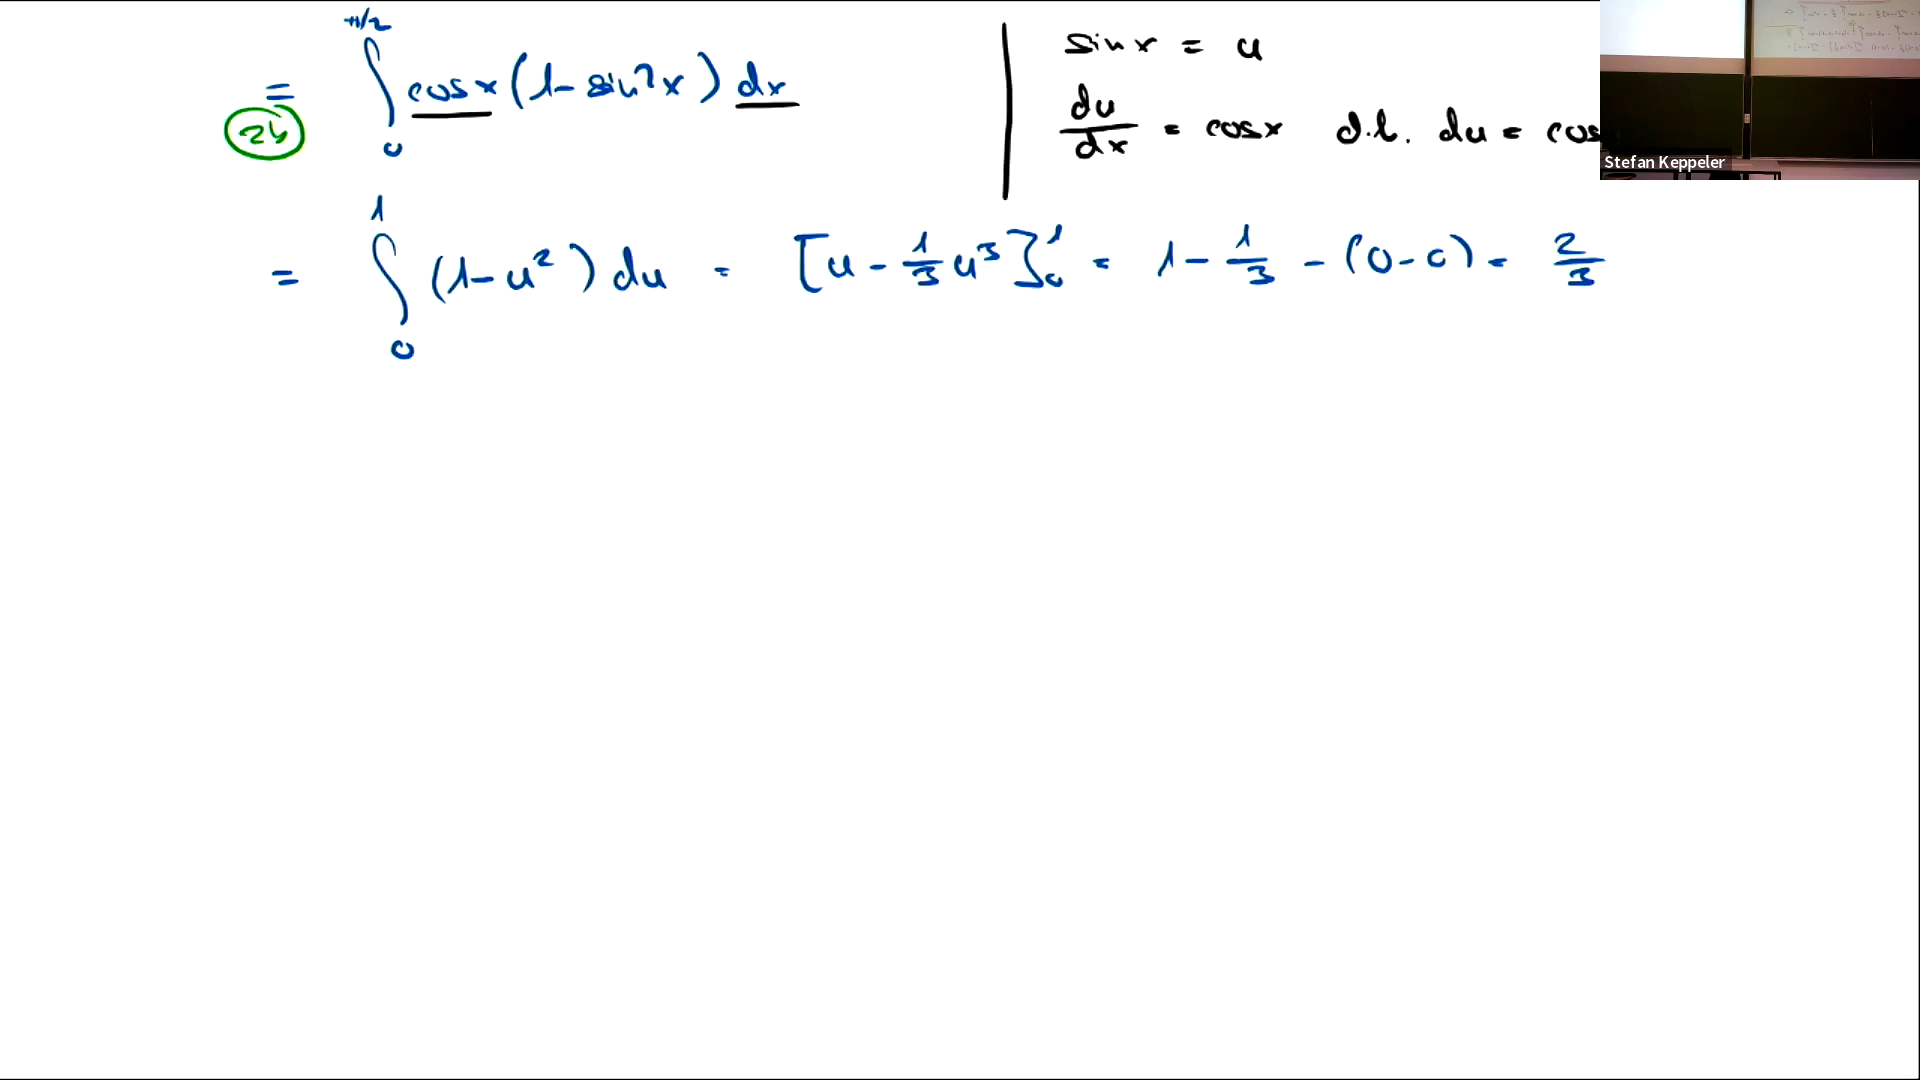 = ∫₀^{π/2} cos x (1 - sin²x) dx
24
sin x = u
du/dx = cos x d.h. du = cos
= ∫₀¹ (1 - u²) du = [u - 1/3 u³]₀¹ = 1 - 1/3 - (0 - 0) = 2/3
Stefan Keppeler